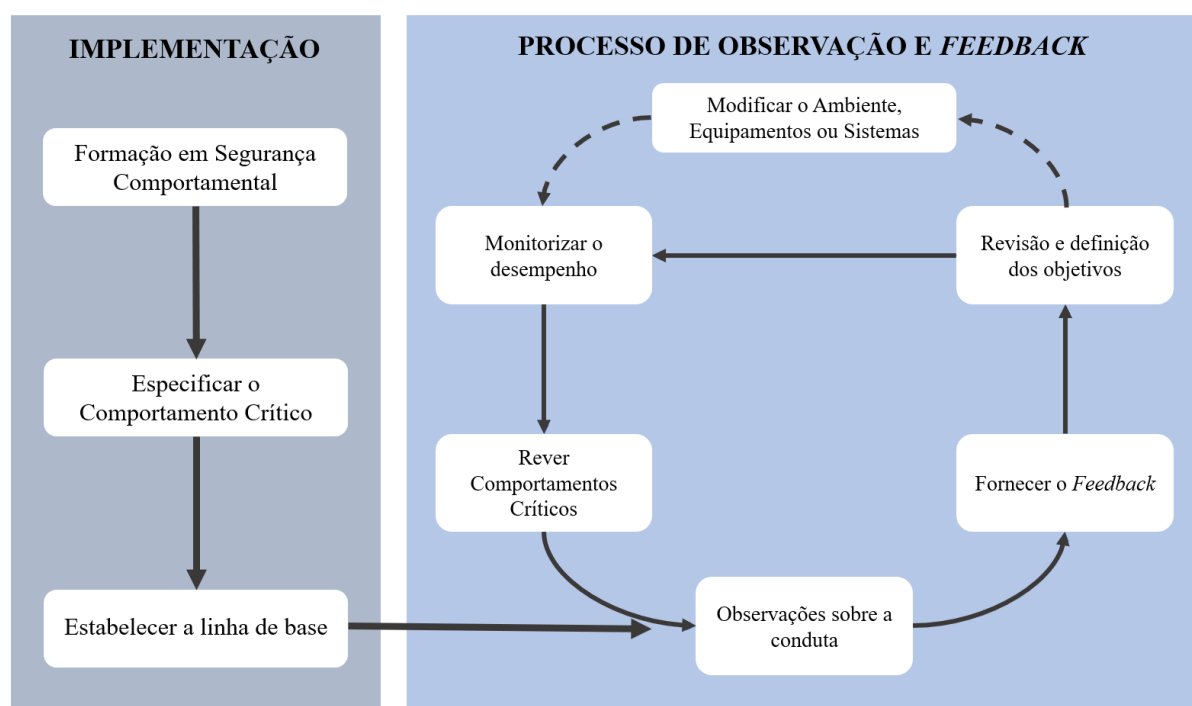 IMPLEMENTAÇÃO
Formação em Segurança
Comportamental
Especificar o
Comportamento Crítico
Estabelecer a linha de base
PROCESSO DE OBSERVAÇÃO E FEEDBACK
Modificar o Ambiente,
Equipamentos ou Sistemas
Monitorizar o
desempenho
Revisão e definição
dos objetivos
Rever
Comportamentos
Críticos
Fornecer o Feedback
Observações sobre a
conduta